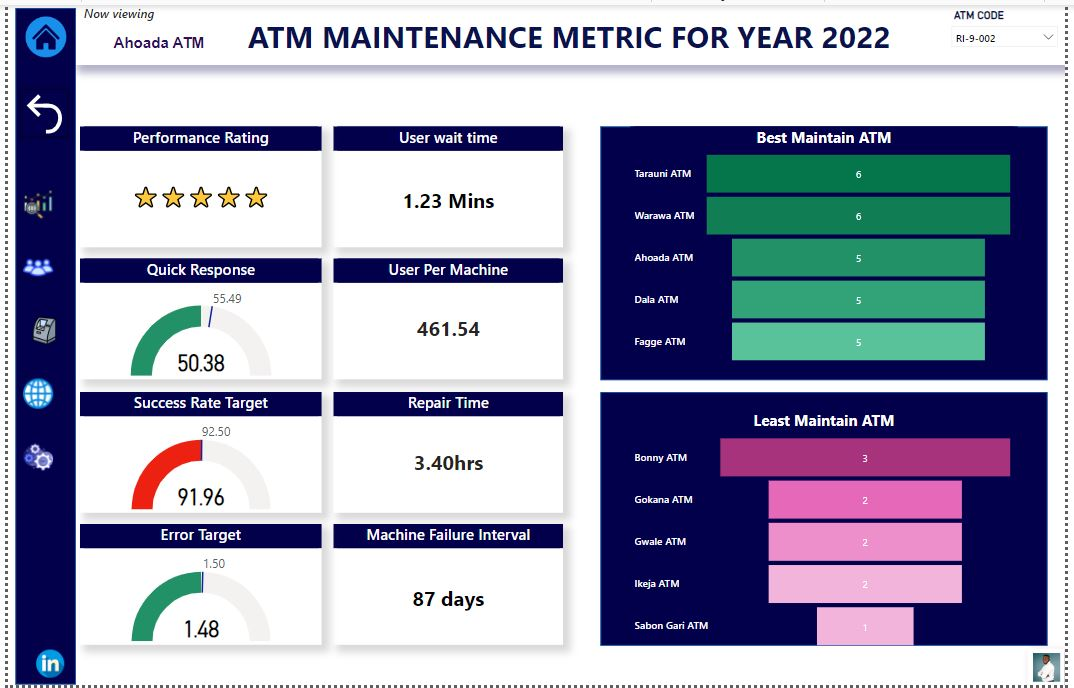 Now viewing
Ahoada ATM
ATM MAINTENANCE METRIC FOR YEAR 2022
ATM CODE
RI-9-002
Performance Rating
User wait time
1.23 Mins
Quick Response
55.49
50.38
User Per Machine
461.54
Success Rate Target
92.50
91.96
Repair Time
3.40hrs
Error Target
1.50
1.48
Machine Failure Interval
87 days
Best Maintain ATM
Tarauni ATM 6
Warawa ATM 6
Ahoada ATM 5
Dala ATM 5
Fagge ATM 5
Least Maintain ATM
Bonny ATM 3
Gokana ATM 2
Gwale ATM 2
Ikeja ATM 2
Sabon Gari ATM 1
in